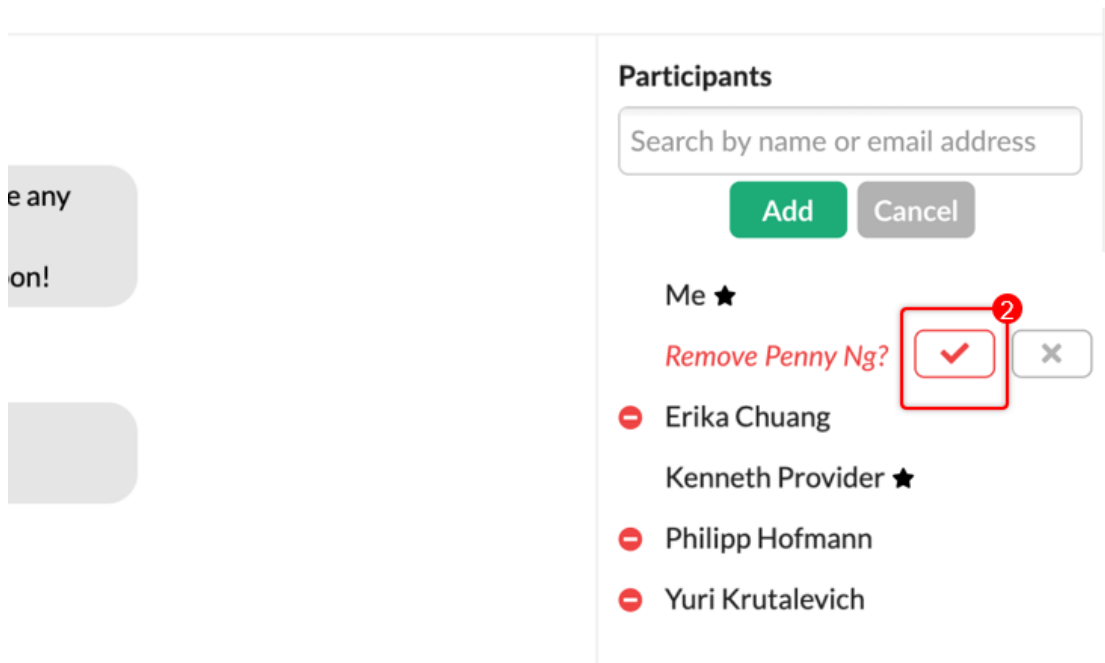 Participants
Search by name or email address
Add Cancel
e any
on!
Me
2
Remove Penny Ng?
Erika Chuang
Kenneth Provider
Philipp Hofmann
Yuri Krutalevich